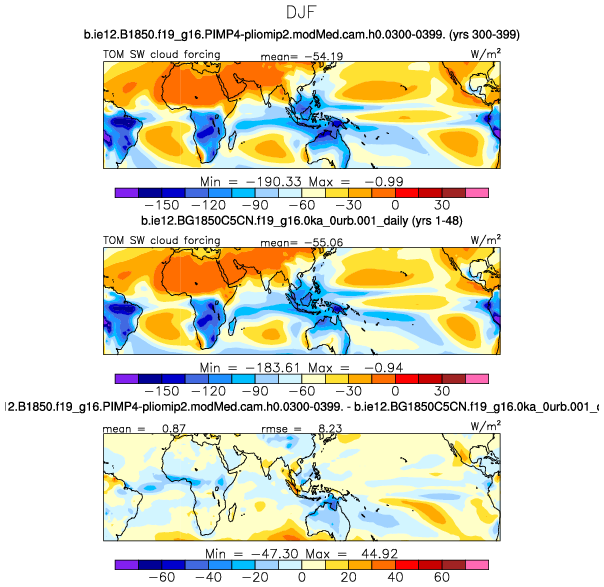 DJF
b.ie12.B1850.f19_g16.PIMP4-pliomip2.modMed.cam.h0.0300-0399. (yrs 300-399)
TOM SW cloud forcing mean= -54.19 W/m²
Min = -190.33 Max = -0.99
-150 -120 -90 -60 -30 0 30
b.ie12.BG1850C5CN.f19_g16.0ka_0urb.001_daily (yrs 1-48)
TOM SW cloud forcing mean= -55.06 W/m²
Min = -183.61 Max = -0.94
-150 -120 -90 -60 -30 0 30
12.B1850.f19_g16.PIMP4-pliomip2.modMed.cam.h0.0300-0399. - b.ie12.BG1850C5CN.f19_g16.0ka_0urb.001_
mean = 0.87 rmse = 8.23 W/m²
Min = -47.30 Max = 44.92
-60 -40 -20 0 20 40 60